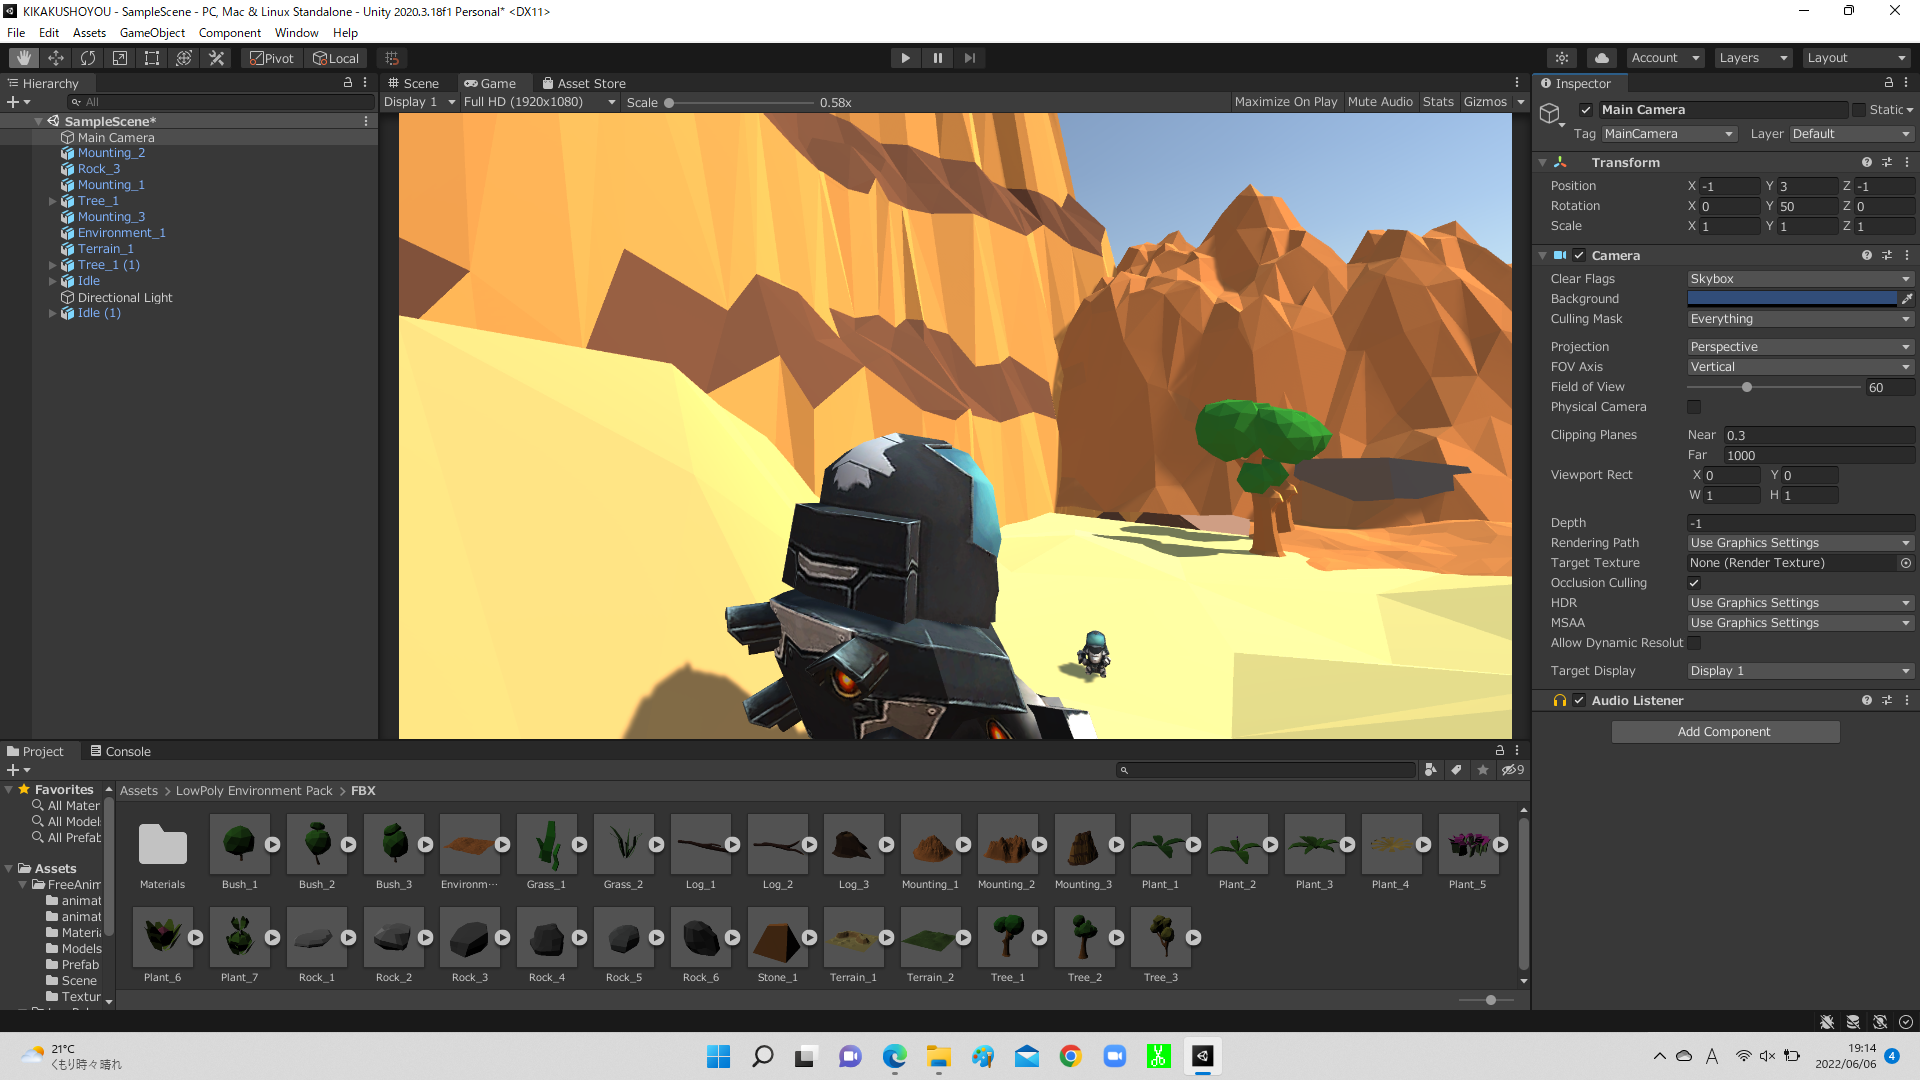 KIKAKUSHOYOU - SampleScene - PC, Mac & Linux Standalone - Unity 2020.3.18f1 Personal* <DX11>
File Edit Assets GameObject Component Window Help
Pivot Local Account Layers Layout
Hierarchy
All
SampleScene*
Main Camera
Mounting_2
Rock_3
Mounting_1
Tree_1
Mounting_3
Environment_1
Terrain_1
Tree_1 (1)
Idle
Directional Light
Idle (1)
Scene Game Asset Store
Display 1 Full HD (1920x1080) Scale 0.58x Maximize On Play Mute Audio Stats Gizmos
Inspector
Main Camera Static
Tag MainCamera Layer Default
Transform
Position X -1 Y 3 Z -1
Rotation X 0 Y 50 Z 0
Scale X 1 Y 1 Z 1
Camera
Clear Flags Skybox
Background
Culling Mask Everything
Projection Perspective
FOV Axis Vertical
Field of View 60
Physical Camera
Clipping Planes Near 0.3
Far 1000
Viewport Rect X 0 Y 0
W 1 H 1
Depth -1
Rendering Path Use Graphics Settings
Target Texture None (Render Texture)
Occlusion Culling
HDR Use Graphics Settings
MSAA Use Graphics Settings
Allow Dynamic Resolut
Target Display Display 1
Audio Listener
Add Component
Project Console
9
Favorites
All Mater
All Model
All Prefab
Assets
FreeAnim
animat
animat
Materia
Models
Prefab
Scene
Textur
Assets > LowPoly Environment Pack > FBX
Materials Bush_1 Bush_2 Bush_3 Environm... Grass_1 Grass_2 Log_1 Log_2 Log_3 Mounting_1 Mounting_2 Mounting_3 Plant_1 Plant_2 Plant_3 Plant_4 Plant_5
Plant_6 Plant_7 Rock_1 Rock_2 Rock_3 Rock_4 Rock_5 Rock_6 Stone_1 Terrain_1 Terrain_2 Tree_1 Tree_2 Tree_3
21°C
くもり時々晴れ
A
19:14
2022/06/06
4